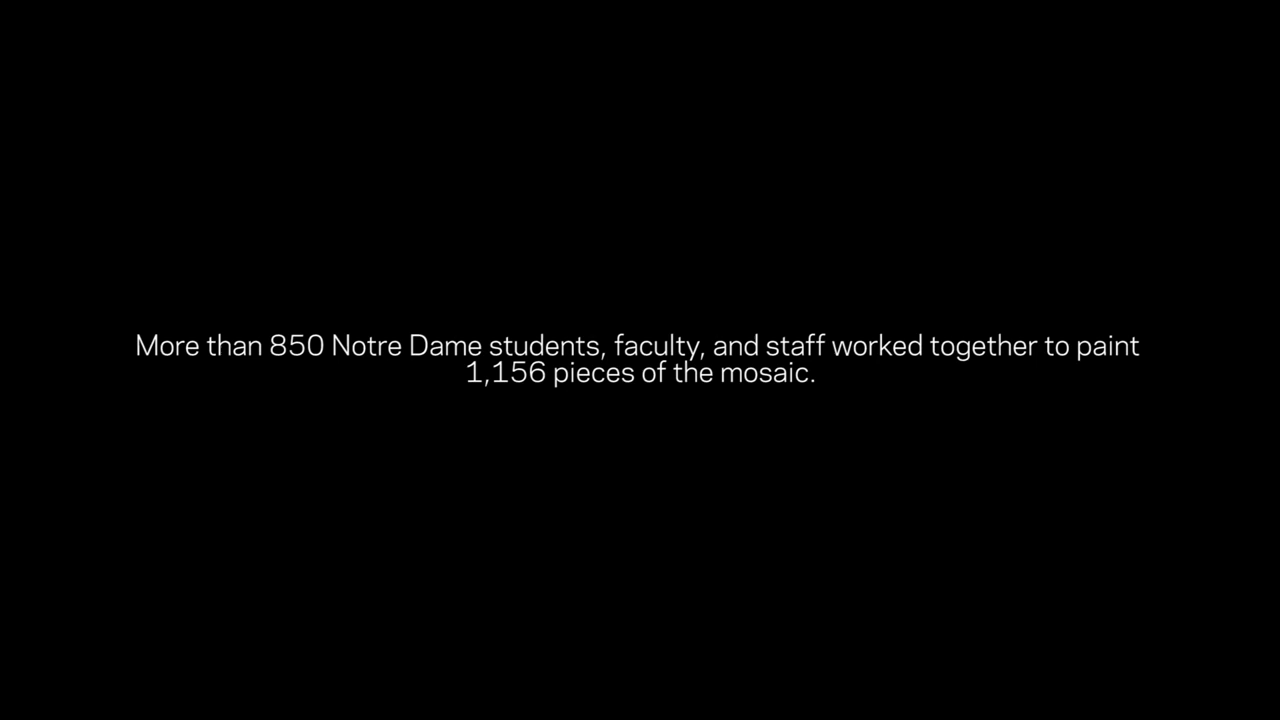 More than 850 Notre Dame students, faculty, and staff worked together to paint
1,156 pieces of the mosaic.